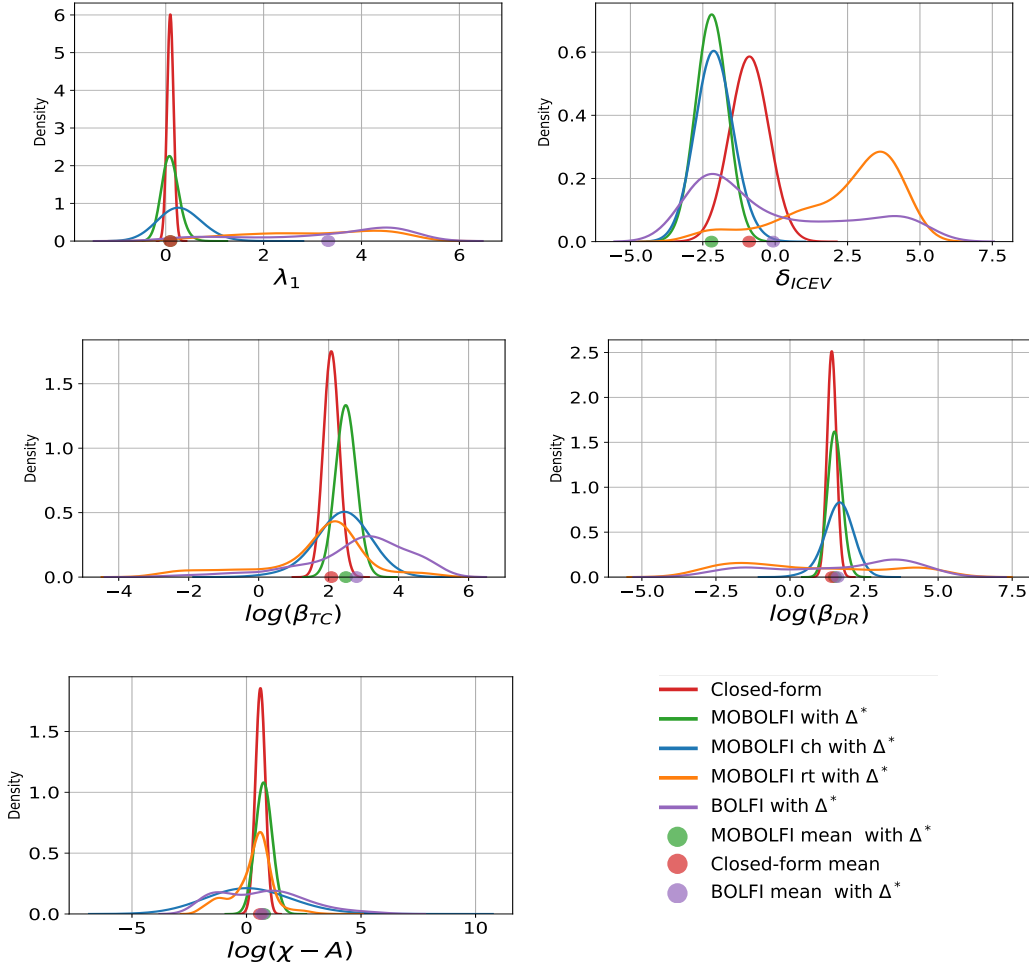 6
5
4
3
2
1
0
Density
0
2
4
6
λ1
0.6
0.4
0.2
0.0
Density
−5.0
−2.5
0.0
2.5
5.0
7.5
δICEV
1.5
1.0
0.5
0.0
Density
−4
−2
0
2
4
6
log(βTC)
2.5
2.0
1.5
1.0
0.5
0.0
Density
−5.0
−2.5
0.0
2.5
5.0
7.5
log(βDR)
1.5
1.0
0.5
0.0
Density
−5
0
5
10
log(χ − A)
Closed-form
MOBOLFI with Δ*
MOBOLFI ch with Δ*
MOBOLFI rt with Δ*
BOLFI with Δ*
MOBOLFI mean with Δ*
Closed-form mean
BOLFI mean with Δ*